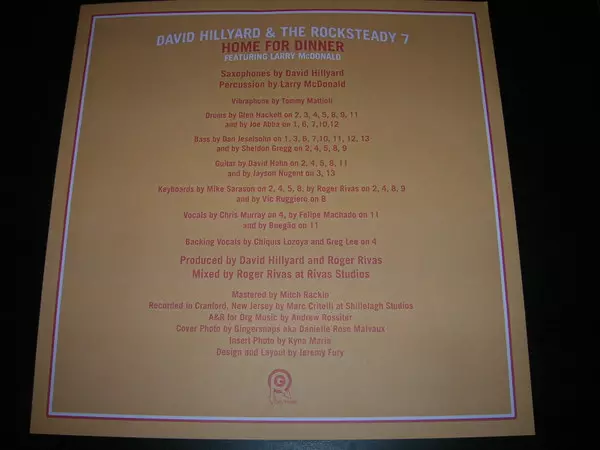 DAVID HILLYARD & THE ROCKSTEADY 7
HOME FOR DINNER
FEATURING LARRY McDONALD
Saxophones by David Hillyard
Percussion by Larry McDonald
Vibraphone by Tommy Mattioli
Drums by Glen Hackett on 2, 3, 4, 5, 8, 9, 11
and by Joe Abba on 1, 6, 7,10,12
Bass by Dan Jeselsohn on 1, 3, 6, 7,10, 11, 12, 13
and by Sheldon Gregg on 2, 4, 5, 8, 9
Guitar by David Hahn on 2, 4, 5, 8, 11
and by Jayson Nugent on 3, 13
Keyboards by Mike Sarason on 2, 4, 5, 6, by Roger Rivas on 2, 4, 8, 9
and by Vic Ruggiero on 8
Vocals by Chris Murray on 4, by Felipe Machado on 11
and by Buegão on 11
Backing Vocals by Chiquis Lozoya and Greg Lee on 4
Produced by David Hillyard and Roger Rivas
Mixed by Roger Rivas at Rivas Studios
Mastered by Mitch Rackin
Recorded in Cranford, New Jersey by Marc Critelli at Shillelagh Studios
A&R for Org Music by Andrew Rossiter
Cover Photo by Gingersnaps aka Danielle Rose Malvaux
Insert Photo by Kyna Marie
Design and Layout by Jeremy Fury